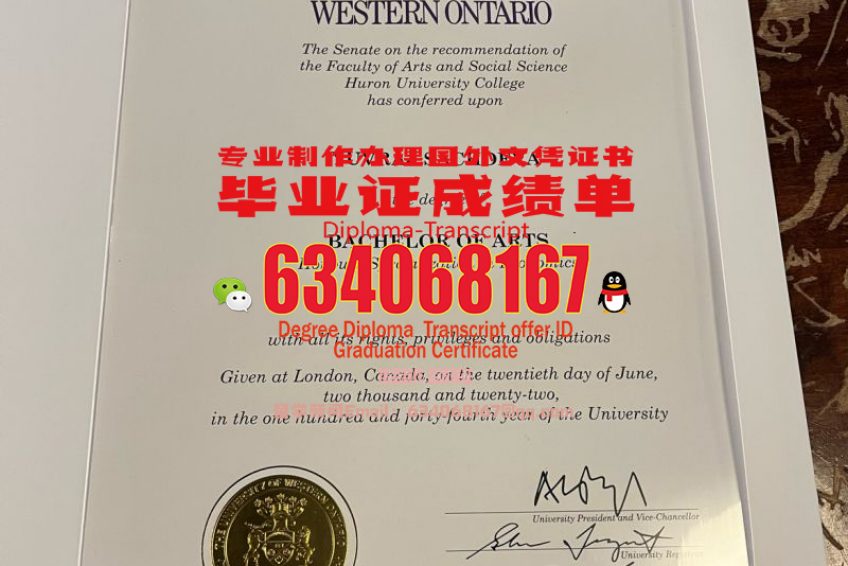 WESTERN ONTARIO
The Senate on the recommendation of
the Faculty of Arts and Social Science
Huron University College
has conferred upon
专业制作办理国外文凭证书
毕业证成绩单
Diploma-Transcript
BACHELOR OF ARTS
634068167
Degree Diploma Transcript offer ID
with all its rights, privileges and obligations
Graduation Certificate
Given at London, Canada, on the twentieth day of June,
two thousand and twenty-two,
in the one hundred and forty-fourth year of the University
University President and Vice-Chancellor
University